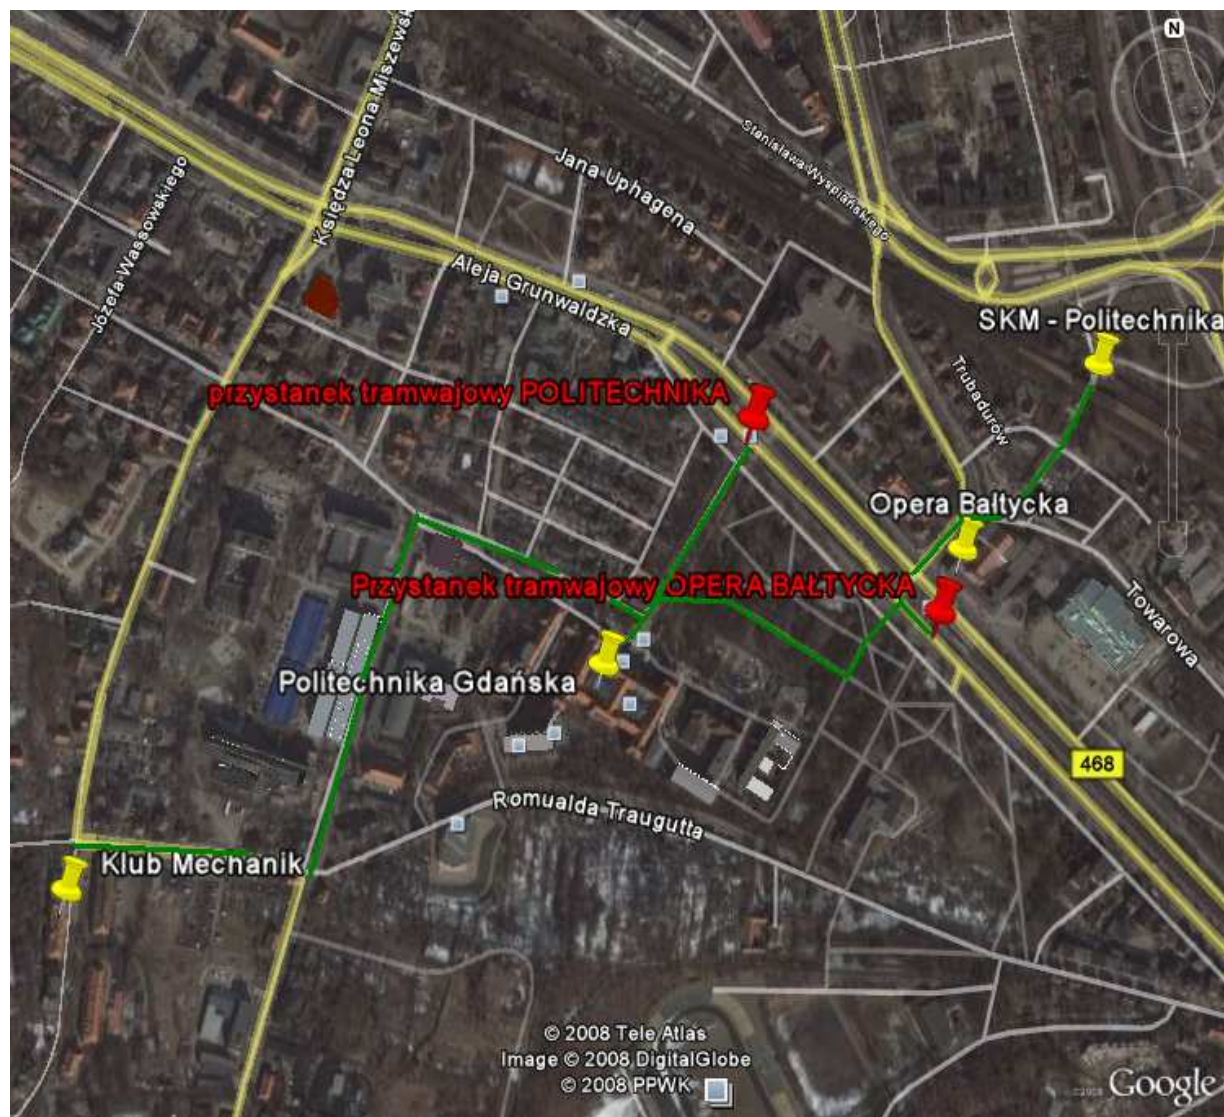 N
Księdza Leona Miszewsk
Stanisława Wyspiańskiego
Jana Uphagena
Józefa Wassowskiego
Aleja Grunwaldzka
SKM - Politechnika
przystanek tramwajowy POLITECHNIKA
Trubadurów
Opera Bałtycka
Przystanek tramwajowy OPERA BAŁTYCKA
Towarowa
Politechnika Gdańska
468
Romualda Traugutta
Klub Mechanik
© 2008 Tele Atlas
Image © 2008 DigitalGlobe
© 2008 PPWK
©2008 Google